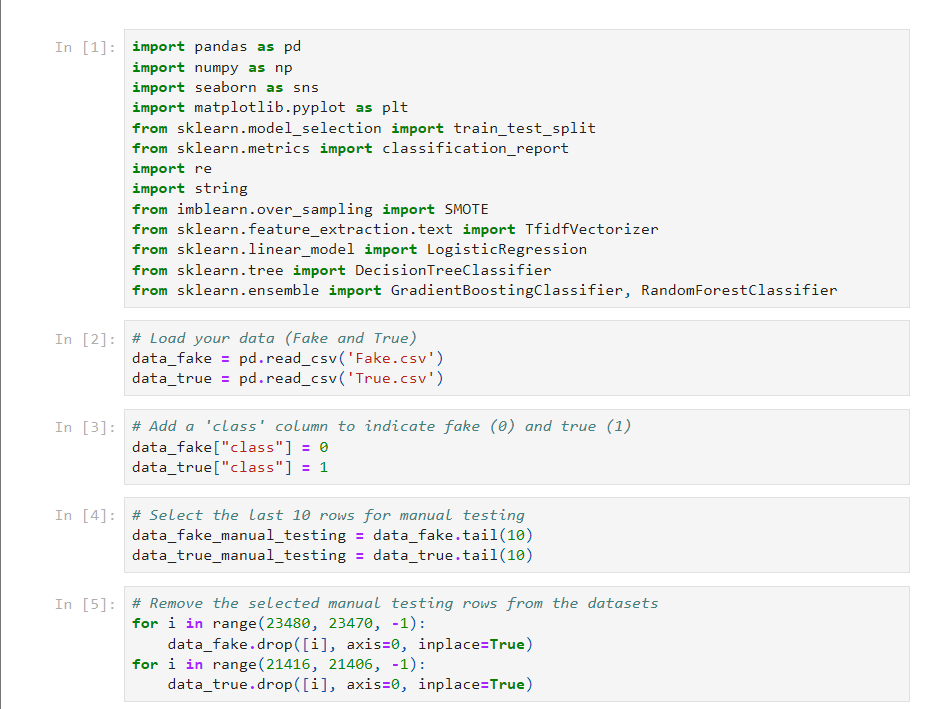 In [1]:
import pandas as pd
import numpy as np
import seaborn as sns
import matplotlib.pyplot as plt
from sklearn.model_selection import train_test_split
from sklearn.metrics import classification_report
import re
import string
from imblearn.over_sampling import SMOTE
from sklearn.feature_extraction.text import TfidfVectorizer
from sklearn.linear_model import LogisticRegression
from sklearn.tree import DecisionTreeClassifier
from sklearn.ensemble import GradientBoostingClassifier, RandomForestClassifier
In [2]:
# Load your data (Fake and True)
data_fake = pd.read_csv('Fake.csv')
data_true = pd.read_csv('True.csv')
In [3]:
# Add a 'class' column to indicate fake (0) and true (1)
data_fake["class"] = 0
data_true["class"] = 1
In [4]:
# Select the last 10 rows for manual testing
data_fake_manual_testing = data_fake.tail(10)
data_true_manual_testing = data_true.tail(10)
In [5]:
# Remove the selected manual testing rows from the datasets
for i in range(23480, 23470, -1):
    data_fake.drop([i], axis=0, inplace=True)
for i in range(21416, 21406, -1):
    data_true.drop([i], axis=0, inplace=True)